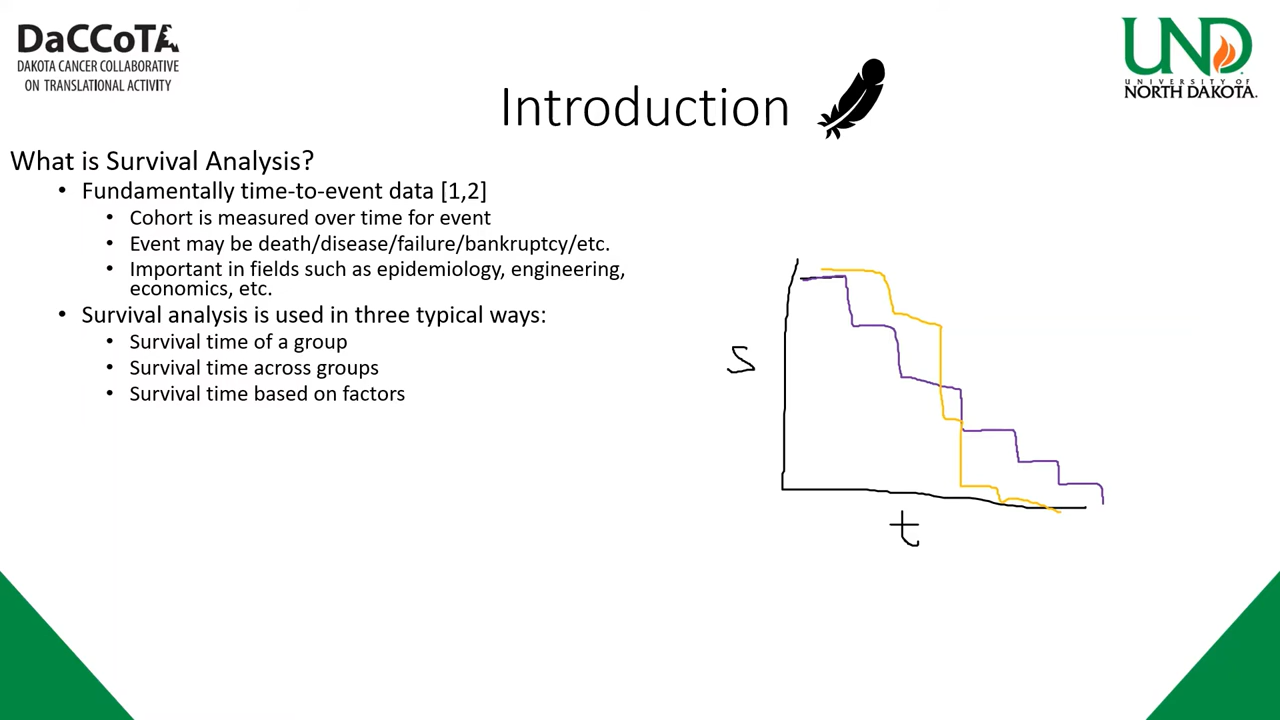 DaCCoTA
DAKOTA CANCER COLLABORATIVE
ON TRANSLATIONAL ACTIVITY
UND
UNIVERSITY OF
NORTH DAKOTA.
Introduction
What is Survival Analysis?
• Fundamentally time-to-event data [1,2]
• Cohort is measured over time for event
• Event may be death/disease/failure/bankruptcy/etc.
• Important in fields such as epidemiology, engineering,
economics, etc.
• Survival analysis is used in three typical ways:
• Survival time of a group
• Survival time across groups
• Survival time based on factors
S
t